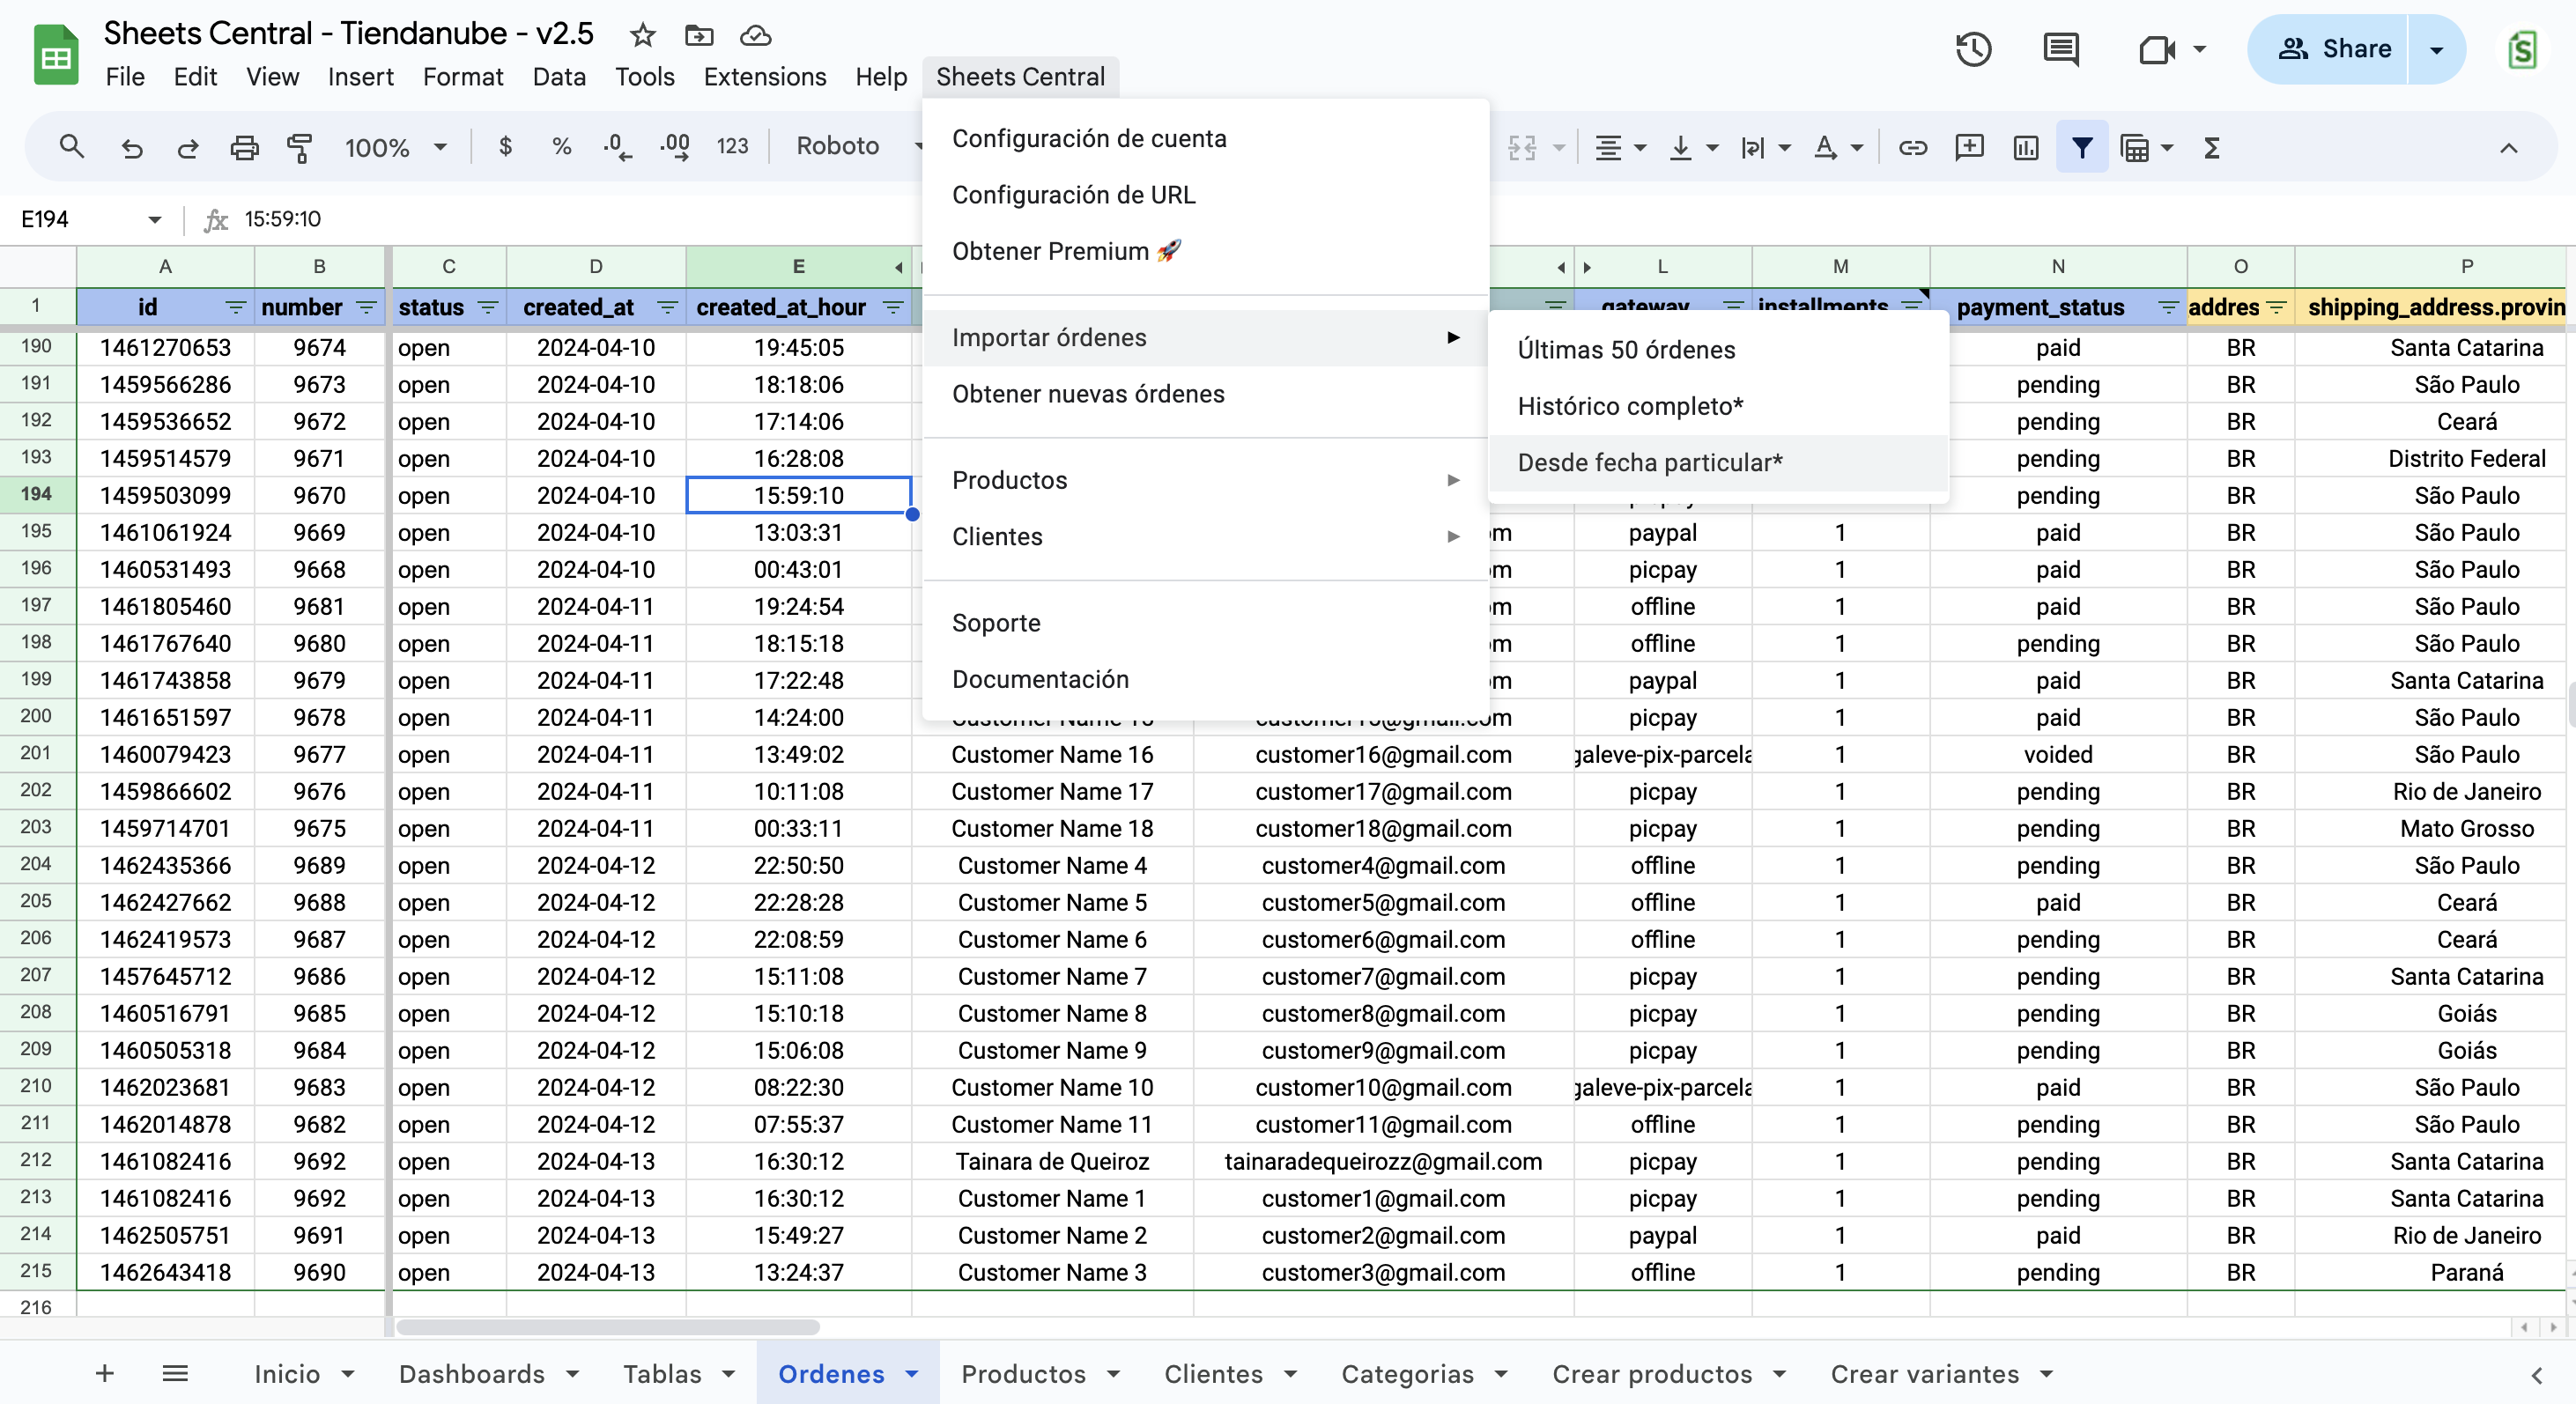 Sheets Central - Tiendanube - v2.5
File Edit View Insert Format Data Tools Extensions Help Sheets Central
Share
100% $ % .0 .00 123 Roboto
E194 fx 15:59:10
Configuración de cuenta
Configuración de URL
Obtener Premium 🚀
Importar órdenes
Obtener nuevas órdenes
Productos
Clientes
Soporte
Documentación
Últimas 50 órdenes
Histórico completo*
Desde fecha particular*
A B C D E L M N O P
1 id number status created_at created_at_hour gateway installments payment_status addres shipping_address.provin
190 1461270653 9674 open 2024-04-10 19:45:05 paid BR Santa Catarina
191 1459566286 9673 open 2024-04-10 18:18:06 pending BR São Paulo
192 1459536652 9672 open 2024-04-10 17:14:06 pending BR Ceará
193 1459514579 9671 open 2024-04-10 16:28:08 pending BR Distrito Federal
194 1459503099 9670 open 2024-04-10 15:59:10 pending BR São Paulo
195 1461061924 9669 open 2024-04-10 13:03:31 om paypal 1 paid BR São Paulo
196 1460531493 9668 open 2024-04-10 00:43:01 om picpay 1 paid BR São Paulo
197 1461805460 9681 open 2024-04-11 19:24:54 om offline 1 paid BR São Paulo
198 1461767640 9680 open 2024-04-11 18:15:18 om offline 1 pending BR São Paulo
199 1461743858 9679 open 2024-04-11 17:22:48 om paypal 1 paid BR Santa Catarina
200 1461651597 9678 open 2024-04-11 14:24:00 Customer Name 15 customer15@gmail.com picpay 1 paid BR São Paulo
201 1460079423 9677 open 2024-04-11 13:49:02 Customer Name 16 customer16@gmail.com galeve-pix-parcela 1 voided BR São Paulo
202 1459866602 9676 open 2024-04-11 10:11:08 Customer Name 17 customer17@gmail.com picpay 1 pending BR Rio de Janeiro
203 1459714701 9675 open 2024-04-11 00:33:11 Customer Name 18 customer18@gmail.com picpay 1 pending BR Mato Grosso
204 1462435366 9689 open 2024-04-12 22:50:50 Customer Name 4 customer4@gmail.com offline 1 pending BR São Paulo
205 1462427662 9688 open 2024-04-12 22:28:28 Customer Name 5 customer5@gmail.com offline 1 paid BR Ceará
206 1462419573 9687 open 2024-04-12 22:08:59 Customer Name 6 customer6@gmail.com offline 1 pending BR Ceará
207 1457645712 9686 open 2024-04-12 15:11:08 Customer Name 7 customer7@gmail.com picpay 1 pending BR Santa Catarina
208 1460516791 9685 open 2024-04-12 15:10:18 Customer Name 8 customer8@gmail.com picpay 1 pending BR Goiás
209 1460505318 9684 open 2024-04-12 15:06:08 Customer Name 9 customer9@gmail.com picpay 1 pending BR Goiás
210 1462023681 9683 open 2024-04-12 08:22:30 Customer Name 10 customer10@gmail.com galeve-pix-parcela 1 paid BR São Paulo
211 1462014878 9682 open 2024-04-12 07:55:37 Customer Name 11 customer11@gmail.com offline 1 pending BR São Paulo
212 1461082416 9692 open 2024-04-13 16:30:12 Tainara de Queiroz tainaradequeirozz@gmail.com picpay 1 pending BR Santa Catarina
213 1461082416 9692 open 2024-04-13 16:30:12 Customer Name 1 customer1@gmail.com picpay 1 pending BR Santa Catarina
214 1462505751 9691 open 2024-04-13 15:49:27 Customer Name 2 customer2@gmail.com paypal 1 paid BR Rio de Janeiro
215 1462643418 9690 open 2024-04-13 13:24:37 Customer Name 3 customer3@gmail.com offline 1 pending BR Paraná
216
Inicio Dashboards Tablas Ordenes Productos Clientes Categorias Crear productos Crear variantes